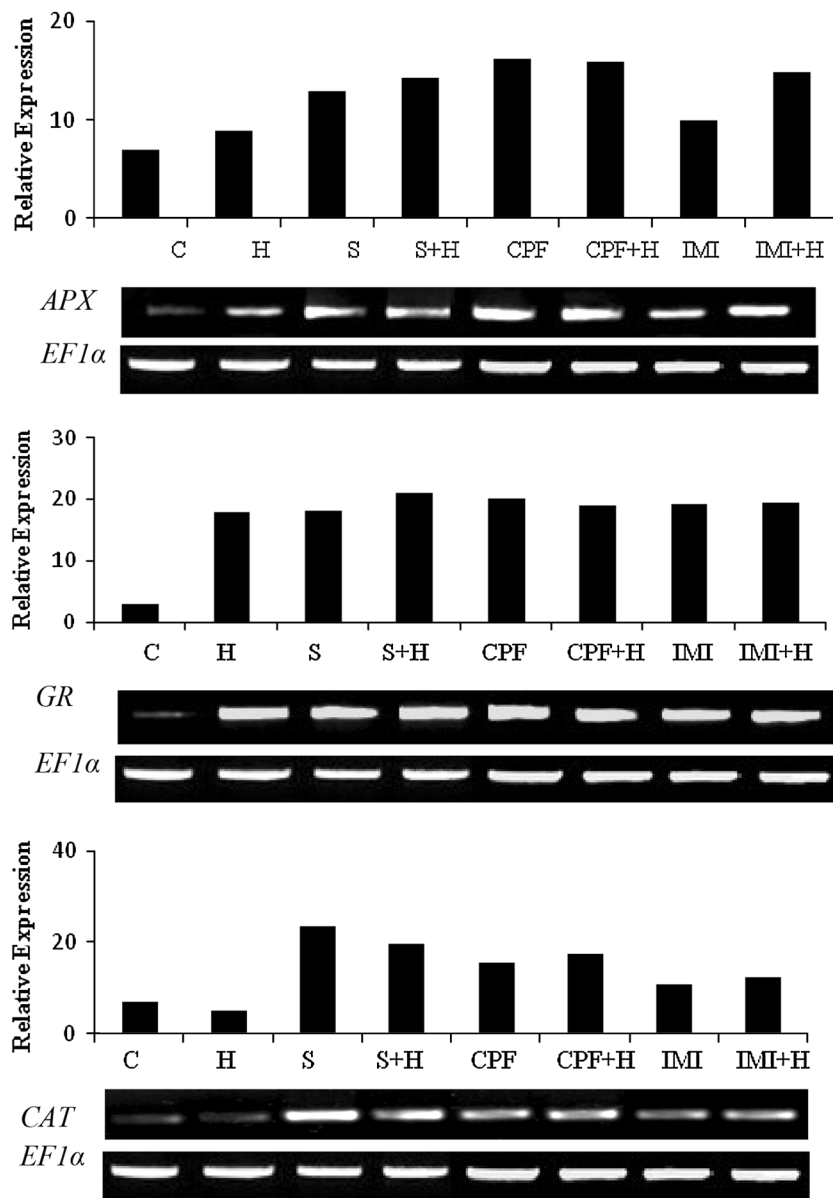 Relative Expression
20
10
0
C H S S+H CPF CPF+H IMI IMI+H
APX
EF1α
Relative Expression
30
20
10
0
C H S S+H CPF CPF+H IMI IMI+H
GR
EF1α
Relative Expression
40
20
0
C H S S+H CPF CPF+H IMI IMI+H
CAT
EF1α